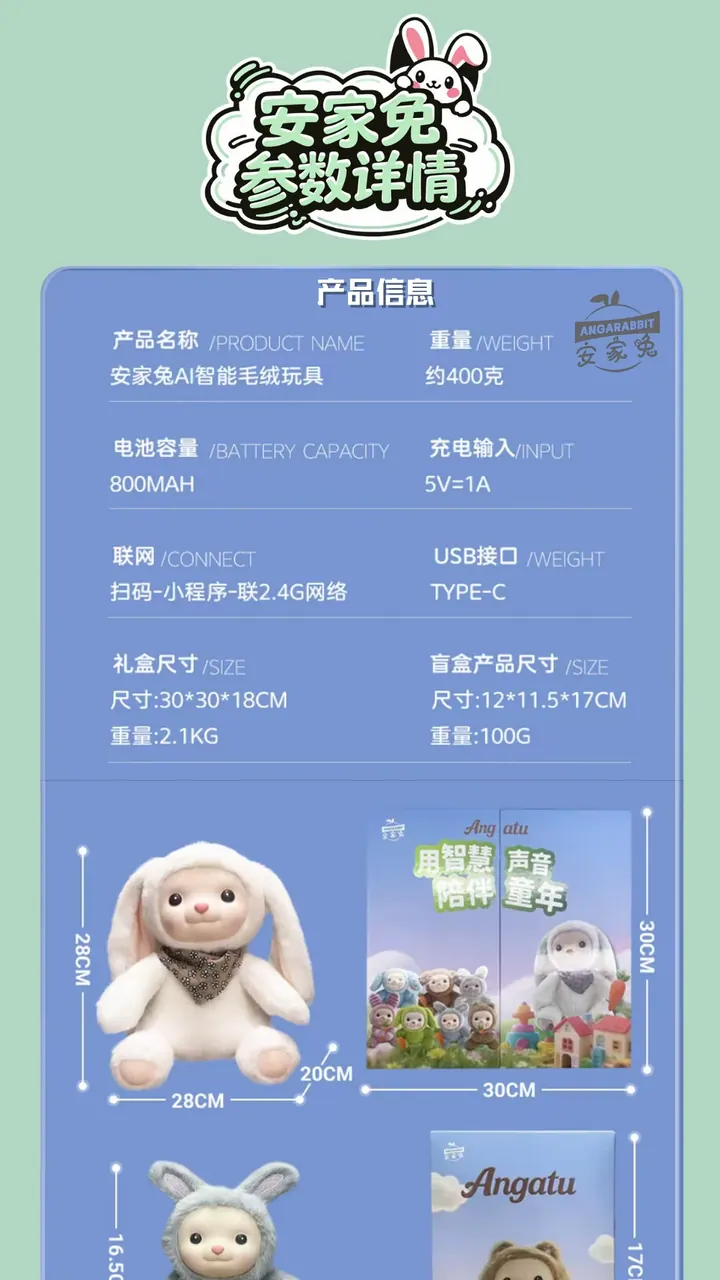 安家兔
参数详情
产品信息
ANGARABBIT
安家兔
产品名称 /PRODUCT NAME
重量 /WEIGHT
安家兔AI智能毛绒玩具
约400克
电池容量 /BATTERY CAPACITY
充电输入/INPUT
800MAH
5V=1A
联网 /CONNECT
USB接口 /WEIGHT
扫码-小程序-联2.4G网络
TYPE-C
礼盒尺寸 /SIZE
盲盒产品尺寸 /SIZE
尺寸:30*30*18CM
尺寸:12*11.5*17CM
重量:2.1KG
重量:100G
Angatu
用智慧 声音
陪伴 童年
28CM
30CM
20CM
28CM
30CM
Angatu
16.50
17C